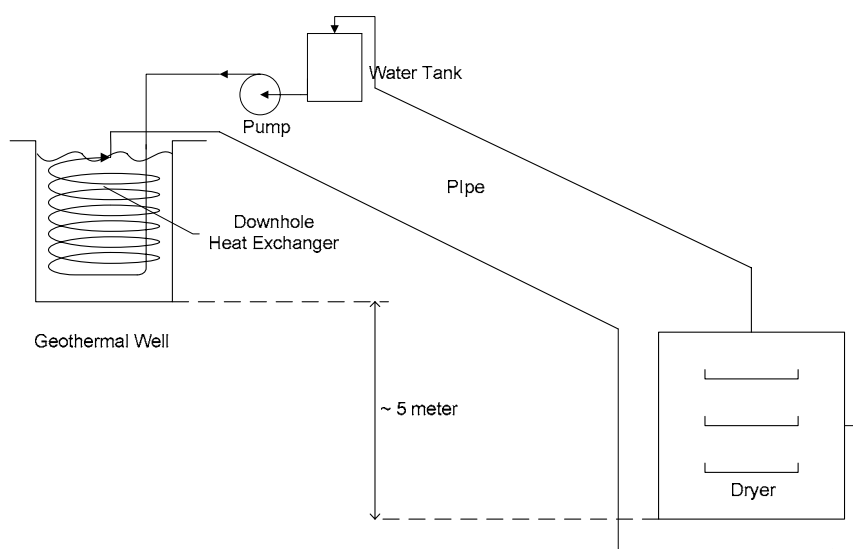 Water Tank
Pump
PIpe
Downhole
Heat Exchanger
Geothermal Well
~ 5 meter
Dryer